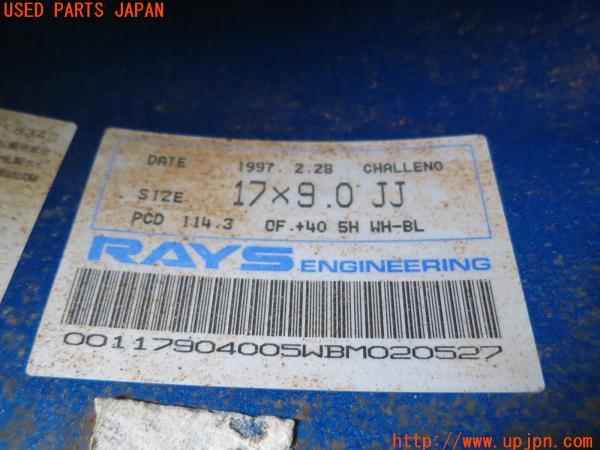 USED PARTS JAPAN
DATE 1997. 2.28 CHALLENG
SIZE 17×9.0 JJ
PCD 114.3 OF.+40 5H WH-BL
RAYS ENGINEERING
00117904005WBM020527
http://www.upjpn.com/